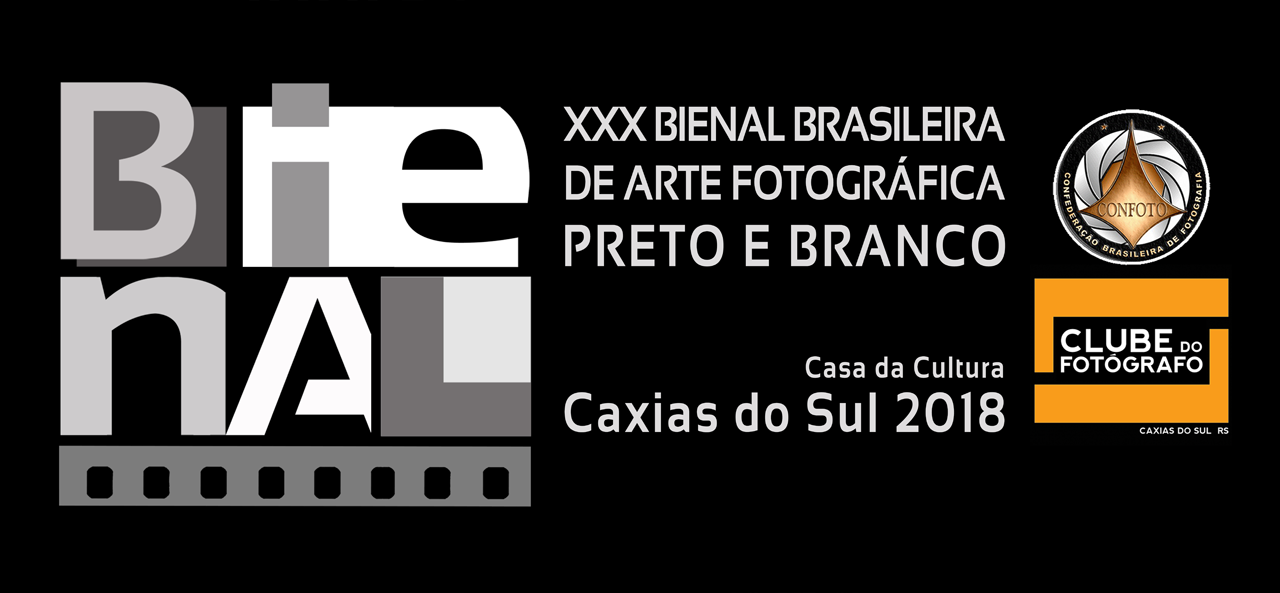 BieNAL
XXX BIENAL BRASILEIRA
DE ARTE FOTOGRÁFICA
PRETO E BRANCO
Casa da Cultura
Caxias do Sul 2018
CONFOTO
CONFEDERAÇÃO BRASILEIRA DE FOTOGRAFIA
CLUBE DO
FOTÓGRAFO
CAXIAS DO SUL RS